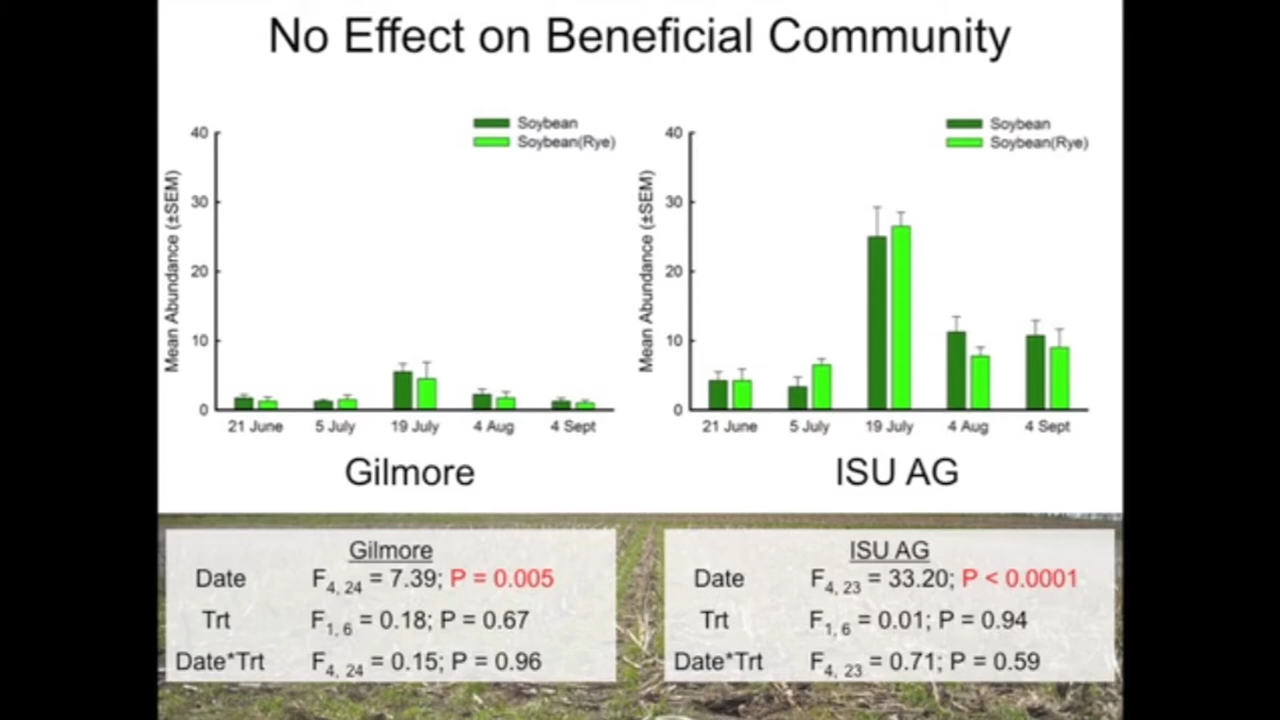 No Effect on Beneficial Community
Soybean
Soybean(Rye)
Mean Abundance (±SEM)
40
30
20
10
0
21 June 5 July 19 July 4 Aug 4 Sept
Gilmore
Soybean
Soybean(Rye)
Mean Abundance (±SEM)
40
30
20
10
0
21 June 5 July 19 July 4 Aug 4 Sept
ISU AG
Gilmore
Date F4, 24 = 7.39; P = 0.005
Trt F1, 6 = 0.18; P = 0.67
Date*Trt F4, 24 = 0.15; P = 0.96
ISU AG
Date F4, 23 = 33.20; P < 0.0001
Trt F1, 6 = 0.01; P = 0.94
Date*Trt F4, 23 = 0.71; P = 0.59